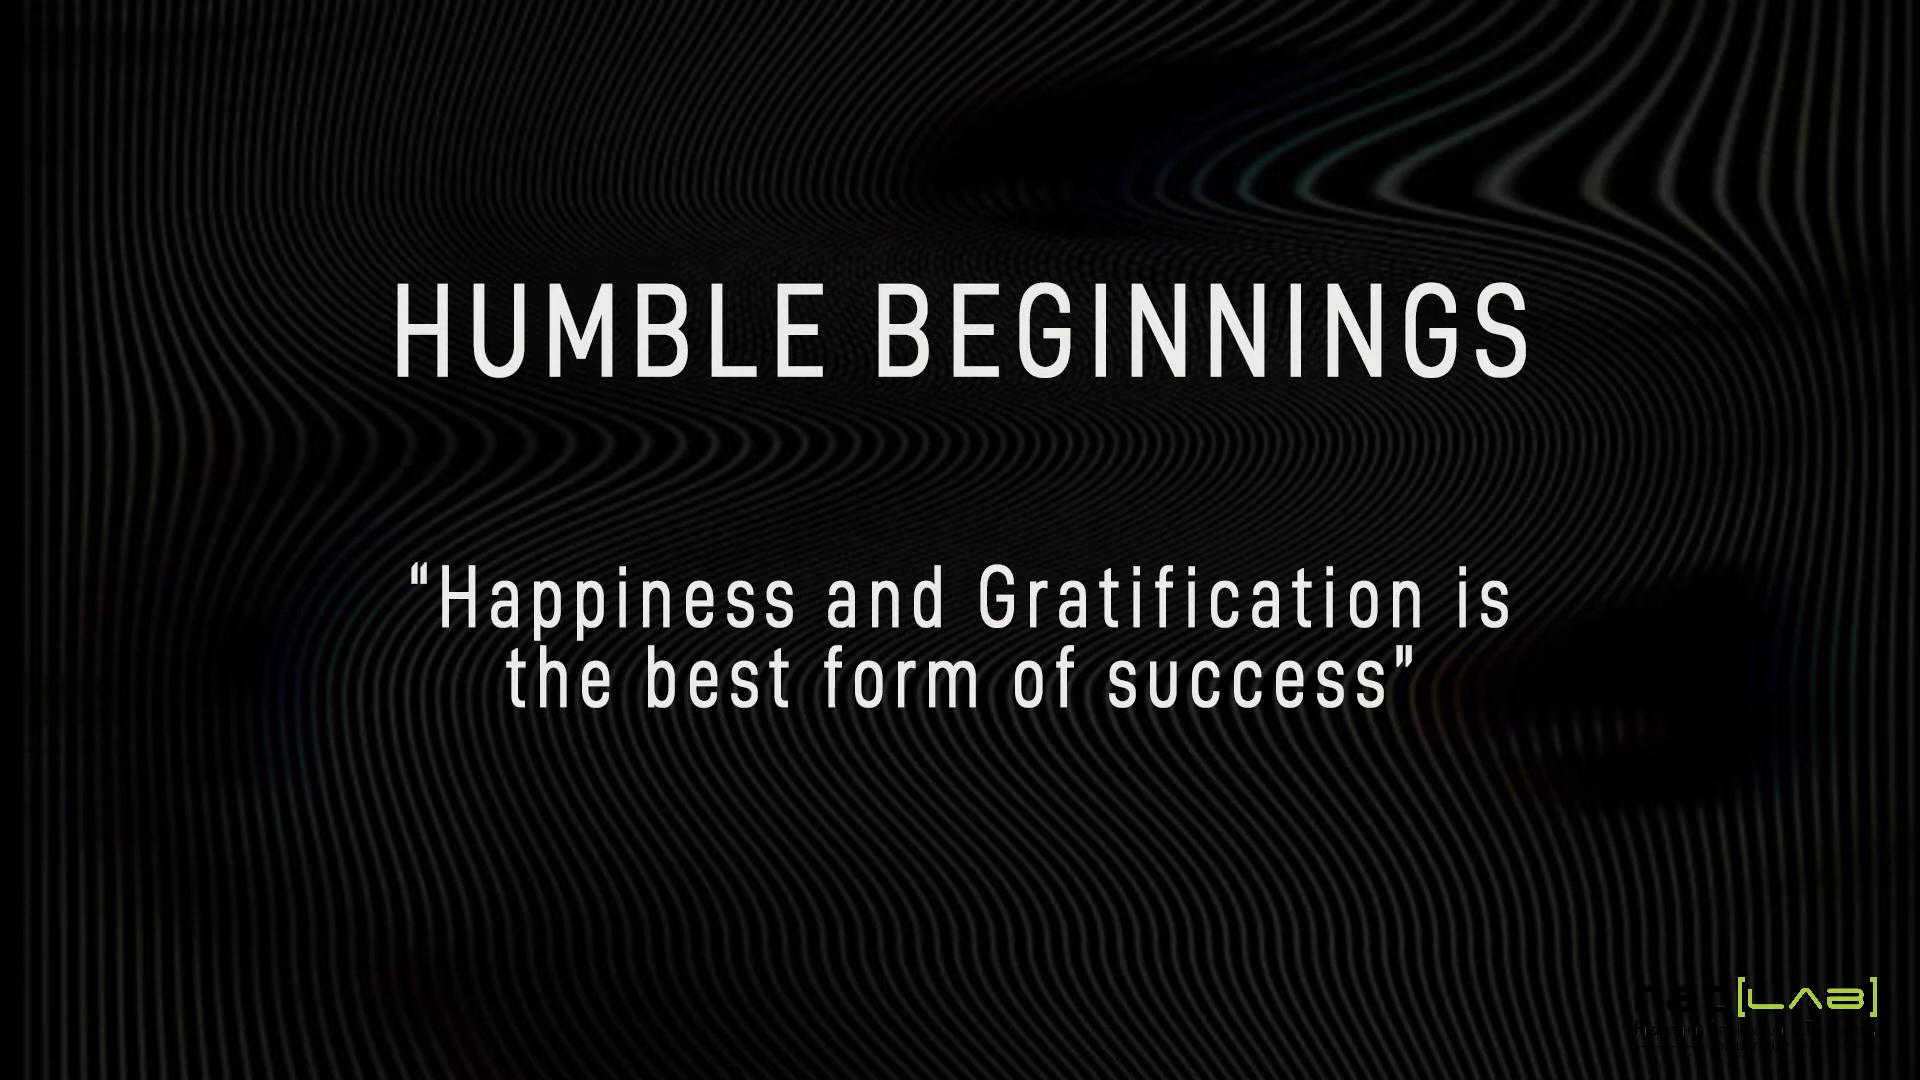 HUMBLE BEGINNINGS
“Happiness and Gratification is
the best form of success”
[LAB]